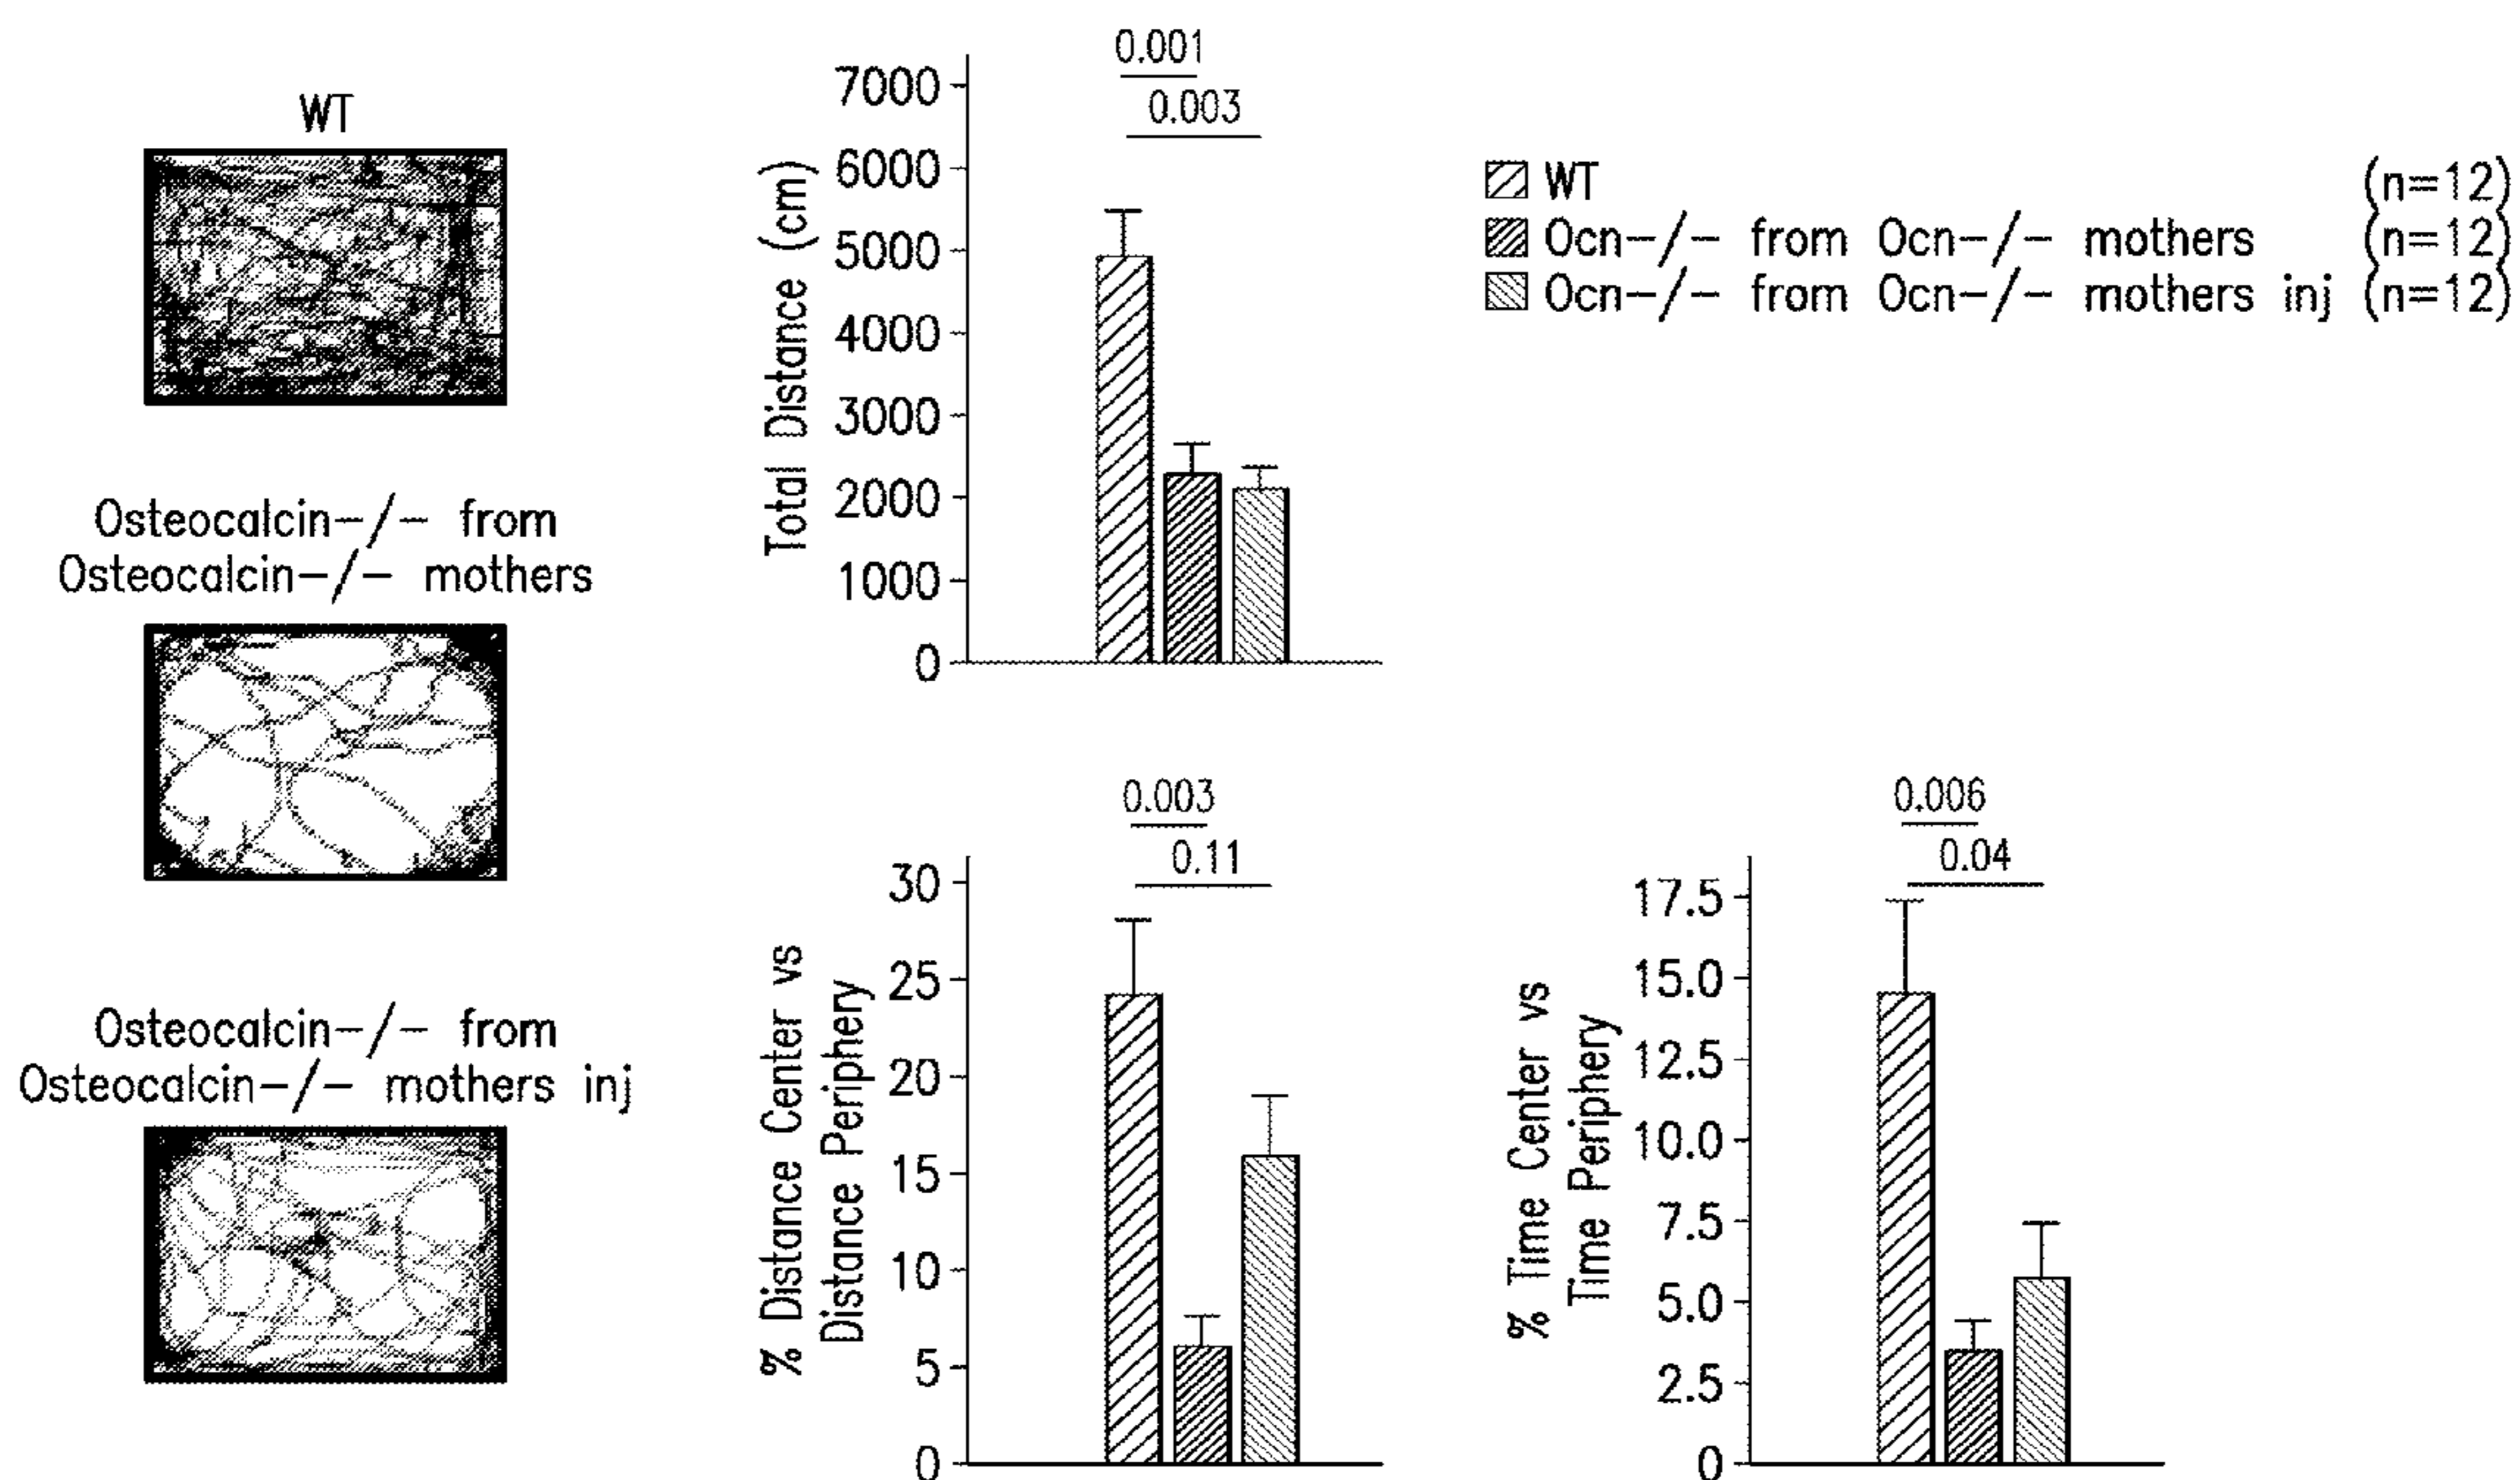 WT
Osteocalcin-/- from
Osteocalcin-/- mothers
Osteocalcin-/- from
Osteocalcin-/- mothers inj
0.001
0.003
Total Distance (cm)
7000
6000
5000
4000
3000
2000
1000
0
WT (n=12)
Ocn-/- from Ocn-/- mothers (n=12)
Ocn-/- from Ocn-/- mothers inj (n=12)
0.003
0.11
% Distance Center vs
Distance Periphery
30
25
20
15
10
5
0
0.006
0.04
% Time Center vs
Time Periphery
17.5
15.0
12.5
10.0
7.5
5.0
2.5
0